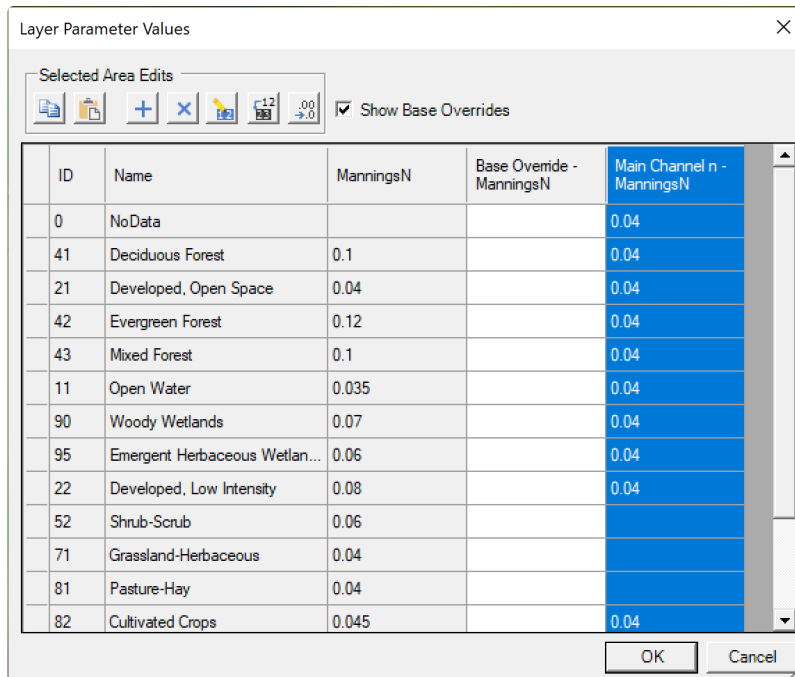 Layer Parameter Values
Selected Area Edits
Show Base Overrides
ID Name ManningsN Base Override - ManningsN Main Channel n - ManningsN
0 NoData 0.04
41 Deciduous Forest 0.1 0.04
21 Developed, Open Space 0.04 0.04
42 Evergreen Forest 0.12 0.04
43 Mixed Forest 0.1 0.04
11 Open Water 0.035 0.04
90 Woody Wetlands 0.07 0.04
95 Emergent Herbaceous Wetlan... 0.06 0.04
22 Developed, Low Intensity 0.08 0.04
52 Shrub-Scrub 0.06
71 Grassland-Herbaceous 0.04
81 Pasture-Hay 0.04
82 Cultivated Crops 0.045 0.04
OK Cancel